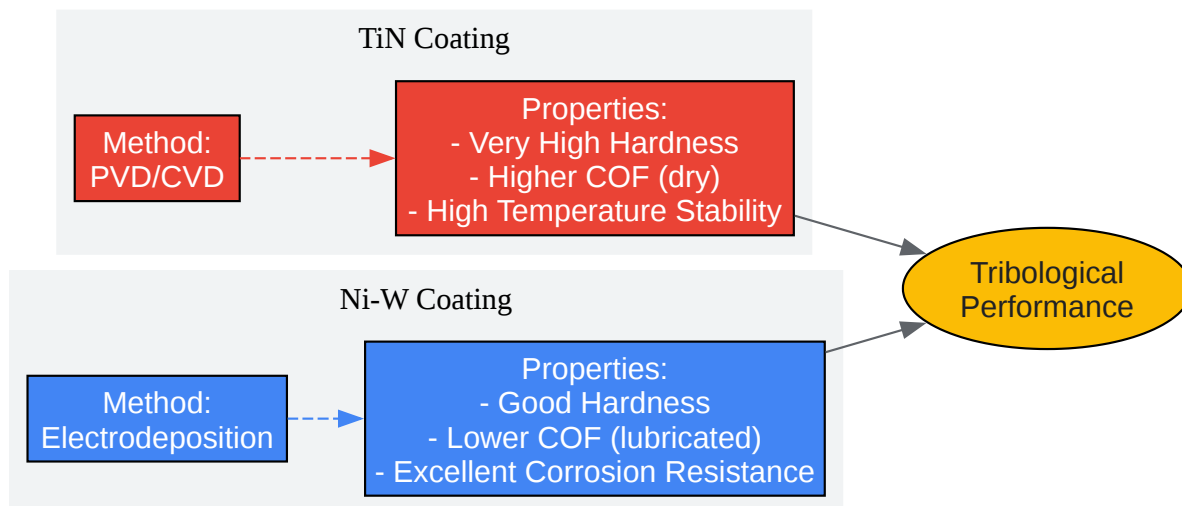 TiN Coating
Method:
PVD/CVD
Properties:
- Very High Hardness
- Higher COF (dry)
- High Temperature Stability
Ni-W Coating
Method:
Electrodeposition
Properties:
- Good Hardness
- Lower COF (lubricated)
- Excellent Corrosion Resistance
Tribological
Performance